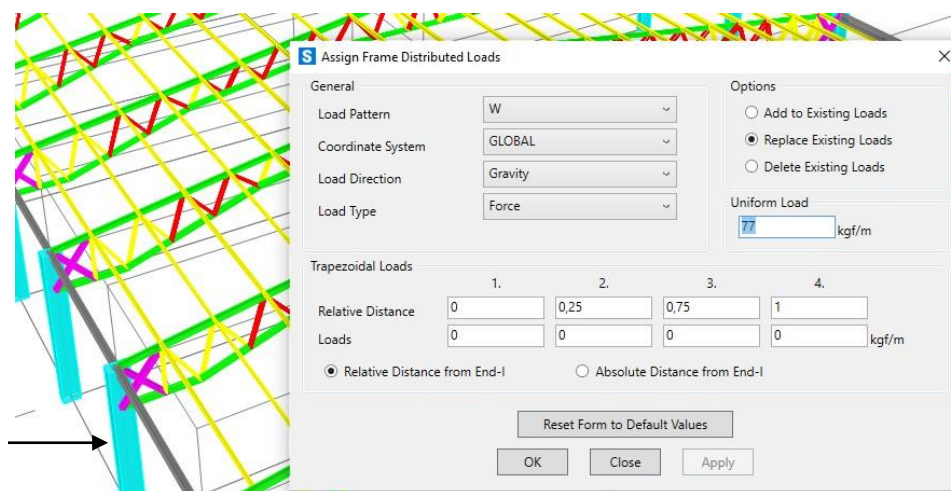 S Assign Frame Distributed Loads
General
Load Pattern W
Coordinate System GLOBAL
Load Direction Gravity
Load Type Force
Options
Add to Existing Loads
Replace Existing Loads
Delete Existing Loads
Uniform Load
77 kgf/m
Trapezoidal Loads
1. 2. 3. 4.
Relative Distance 0 0,25 0,75 1
Loads 0 0 0 0 kgf/m
Relative Distance from End-I Absolute Distance from End-I
Reset Form to Default Values
OK Close Apply